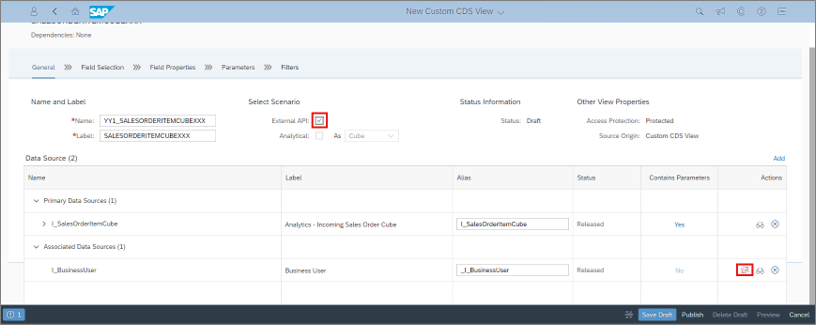 SAP New Custom CDS View
SALESORDERITEMCUBEXXX
Dependencies: None
General Field Selection Field Properties Parameters Filters
Name and Label Select Scenario Status Information Other View Properties
*Name: YY1_SALESORDERITEMCUBEXXX External API: Status: Draft Access Protection: Protected
*Label: SALESORDERITEMCUBEXXX Analytical: As Cube Source Origin: Custom CDS View
Data Source (2) Add
Name Label Alias Status Contains Parameters Actions
Primary Data Sources (1)
I_SalesOrderItemCube Analytics - Incoming Sales Order Cube I_SalesOrderItemCube Released Yes
Associated Data Sources (1)
I_BusinessUser Business User _I_BusinessUser Released No
1 Save Draft Publish Delete Draft Preview Cancel